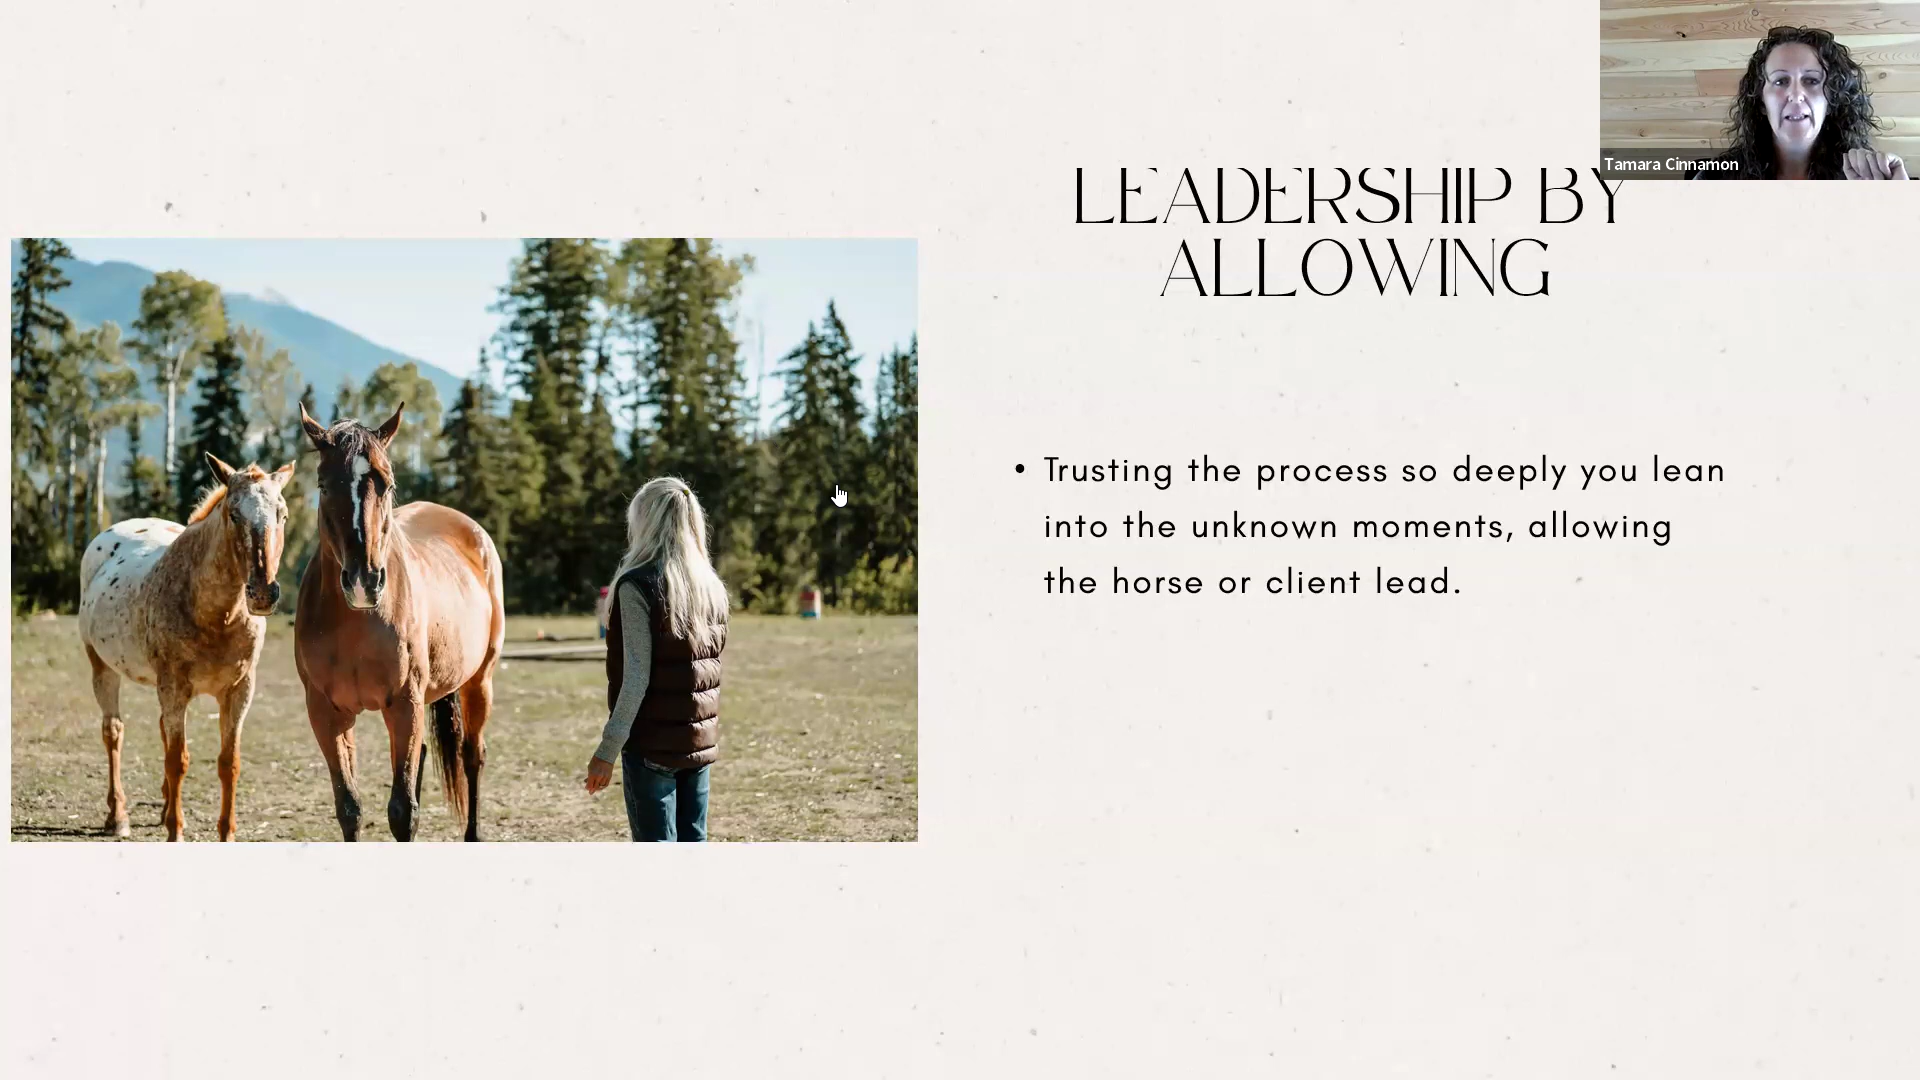 Tamara Cinnamon
LEADERSHIP BY
ALLOWING
• Trusting the process so deeply you lean
into the unknown moments, allowing
the horse or client lead.